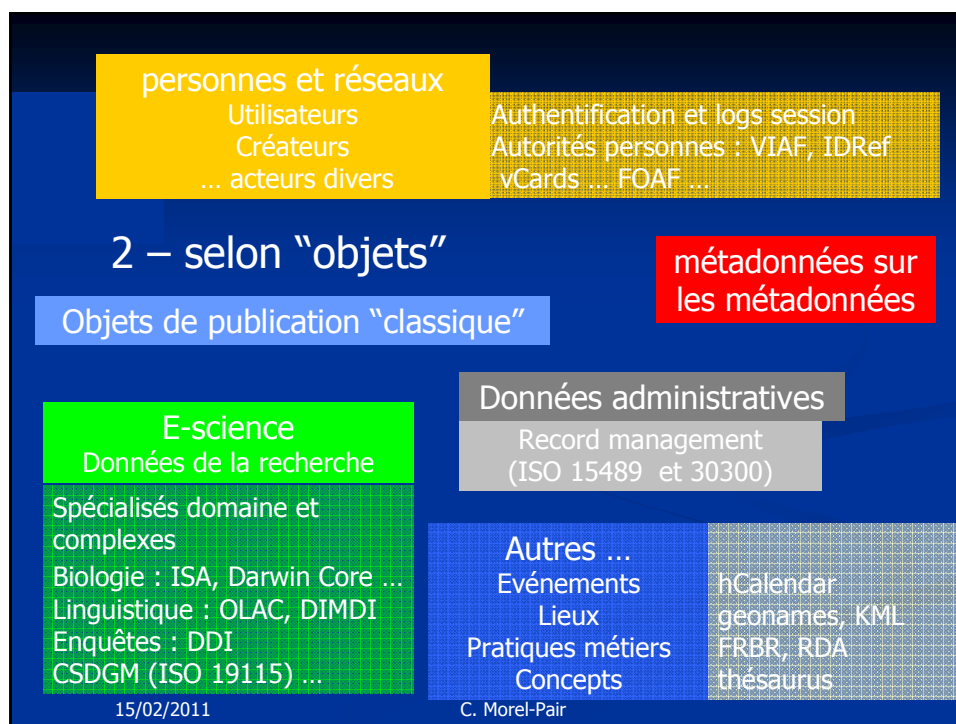 personnes et réseaux
Utilisateurs
Créateurs
… acteurs divers
Authentification et logs session
Autorités personnes : VIAF, IDRef
vCards … FOAF …
2 – selon “objets”
métadonnées sur
les métadonnées
Objets de publication “classique”
Données administratives
Record management
(ISO 15489 et 30300)
E-science
Données de la recherche
Spécialisés domaine et
complexes
Biologie : ISA, Darwin Core …
Linguistique : OLAC, DIMDI
Enquêtes : DDI
CSDGM (ISO 19115) …
Autres …
Evénements
Lieux
Pratiques métiers
Concepts
hCalendar
geonames, KML
FRBR, RDA
thésaurus
15/02/2011
C. Morel-Pair